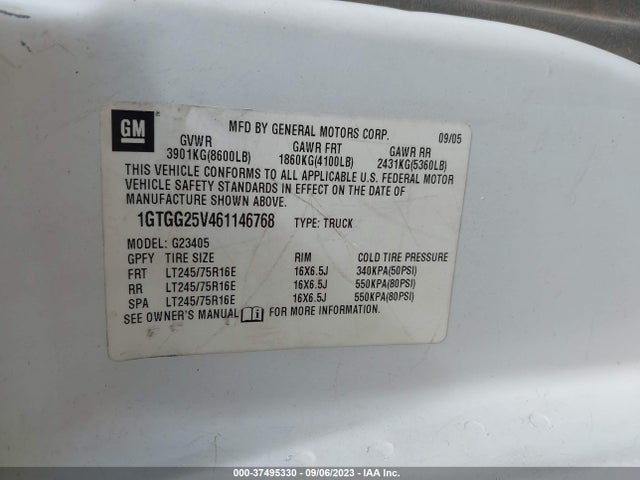 GM
MFD BY GENERAL MOTORS CORP. 09/05
GVWR GAWR FRT GAWR RR
3901KG(8600LB) 1860KG(4100LB) 2431KG(5360LB)
THIS VEHICLE CONFORMS TO ALL APPLICABLE U.S. FEDERAL MOTOR
VEHICLE SAFETY STANDARDS IN EFFECT ON THE DATE OF
MANUFACTURE SHOWN ABOVE.
1GTGG25V461146768 TYPE: TRUCK
MODEL: G23405
GPFY TIRE SIZE RIM COLD TIRE PRESSURE
FRT LT245/75R16E 16X6.5J 340KPA(50PSI)
RR LT245/75R16E 16X6.5J 550KPA(80PSI)
SPA LT245/75R16E 16X6.5J 550KPA(80PSI)
SEE OWNER'S MANUAL i FOR MORE INFORMATION.
000-37495330 - 09/06/2023 - IAA Inc.